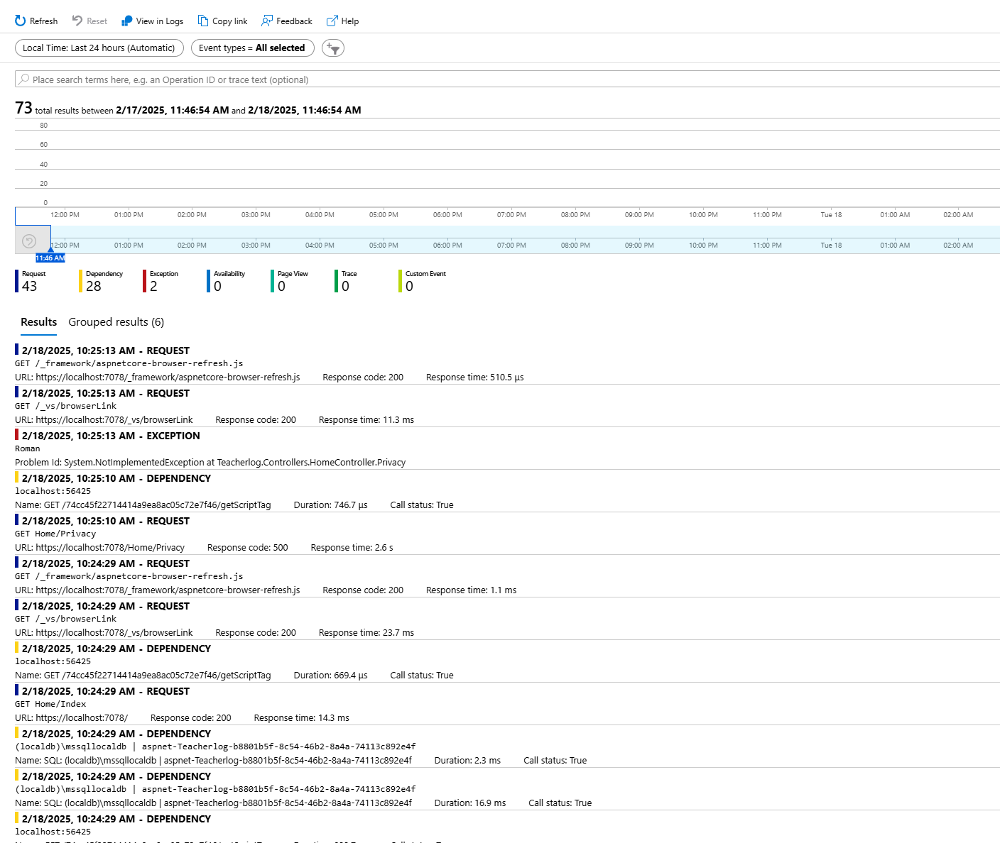 Refresh Reset View in Logs Copy link Feedback Help
Local Time: Last 24 hours (Automatic) Event types = All selected
Place search terms here, e.g. an Operation ID or trace text (optional)
73 total results between 2/17/2025, 11:46:54 AM and 2/18/2025, 11:46:54 AM
80
60
40
20
0
12:00 PM 01:00 PM 02:00 PM 03:00 PM 04:00 PM 05:00 PM 06:00 PM 07:00 PM 08:00 PM 09:00 PM 10:00 PM 11:00 PM Tue 18 01:00 AM 02:00 AM
12:00 PM 01:00 PM 02:00 PM 03:00 PM 04:00 PM 05:00 PM 06:00 PM 07:00 PM 08:00 PM 09:00 PM 10:00 PM 11:00 PM Tue 18 01:00 AM 02:00 AM
11:46 AM
Request Dependency Exception Availability Page View Trace Custom Event
43 28 2 0 0 0 0
Results Grouped results (6)
2/18/2025, 10:25:13 AM - REQUEST
GET /_framework/aspnetcore-browser-refresh.js
URL: https://localhost:7078/_framework/aspnetcore-browser-refresh.js Response code: 200 Response time: 510.5 µs
2/18/2025, 10:25:13 AM - REQUEST
GET /_vs/browserLink
URL: https://localhost:7078/_vs/browserLink Response code: 200 Response time: 11.3 ms
2/18/2025, 10:25:13 AM - EXCEPTION
Roman
Problem Id: System.NotImplementedException at Teacherlog.Controllers.HomeController.Privacy
2/18/2025, 10:25:10 AM - DEPENDENCY
localhost:56425
Name: GET /74cc45f22714414a9ea8ac05c72e7f46/getScriptTag Duration: 746.7 µs Call status: True
2/18/2025, 10:25:10 AM - REQUEST
GET Home/Privacy
URL: https://localhost:7078/Home/Privacy Response code: 500 Response time: 2.6 s
2/18/2025, 10:24:29 AM - REQUEST
GET /_framework/aspnetcore-browser-refresh.js
URL: https://localhost:7078/_framework/aspnetcore-browser-refresh.js Response code: 200 Response time: 1.1 ms
2/18/2025, 10:24:29 AM - REQUEST
GET /_vs/browserLink
URL: https://localhost:7078/_vs/browserLink Response code: 200 Response time: 23.7 ms
2/18/2025, 10:24:29 AM - DEPENDENCY
localhost:56425
Name: GET /74cc45f22714414a9ea8ac05c72e7f46/getScriptTag Duration: 669.4 µs Call status: True
2/18/2025, 10:24:29 AM - REQUEST
GET Home/Index
URL: https://localhost:7078/ Response code: 200 Response time: 14.3 ms
2/18/2025, 10:24:29 AM - DEPENDENCY
(localdb)\mssqllocaldb | aspnet-Teacherlog-b8801b5f-8c54-46b2-8a4a-74113c892e4f
Name: SQL: (localdb)\mssqllocaldb | aspnet-Teacherlog-b8801b5f-8c54-46b2-8a4a-74113c892e4f Duration: 2.3 ms Call status: True
2/18/2025, 10:24:29 AM - DEPENDENCY
(localdb)\mssqllocaldb | aspnet-Teacherlog-b8801b5f-8c54-46b2-8a4a-74113c892e4f
Name: SQL: (localdb)\mssqllocaldb | aspnet-Teacherlog-b8801b5f-8c54-46b2-8a4a-74113c892e4f Duration: 16.9 ms Call status: True
2/18/2025, 10:24:29 AM - DEPENDENCY
localhost:56425